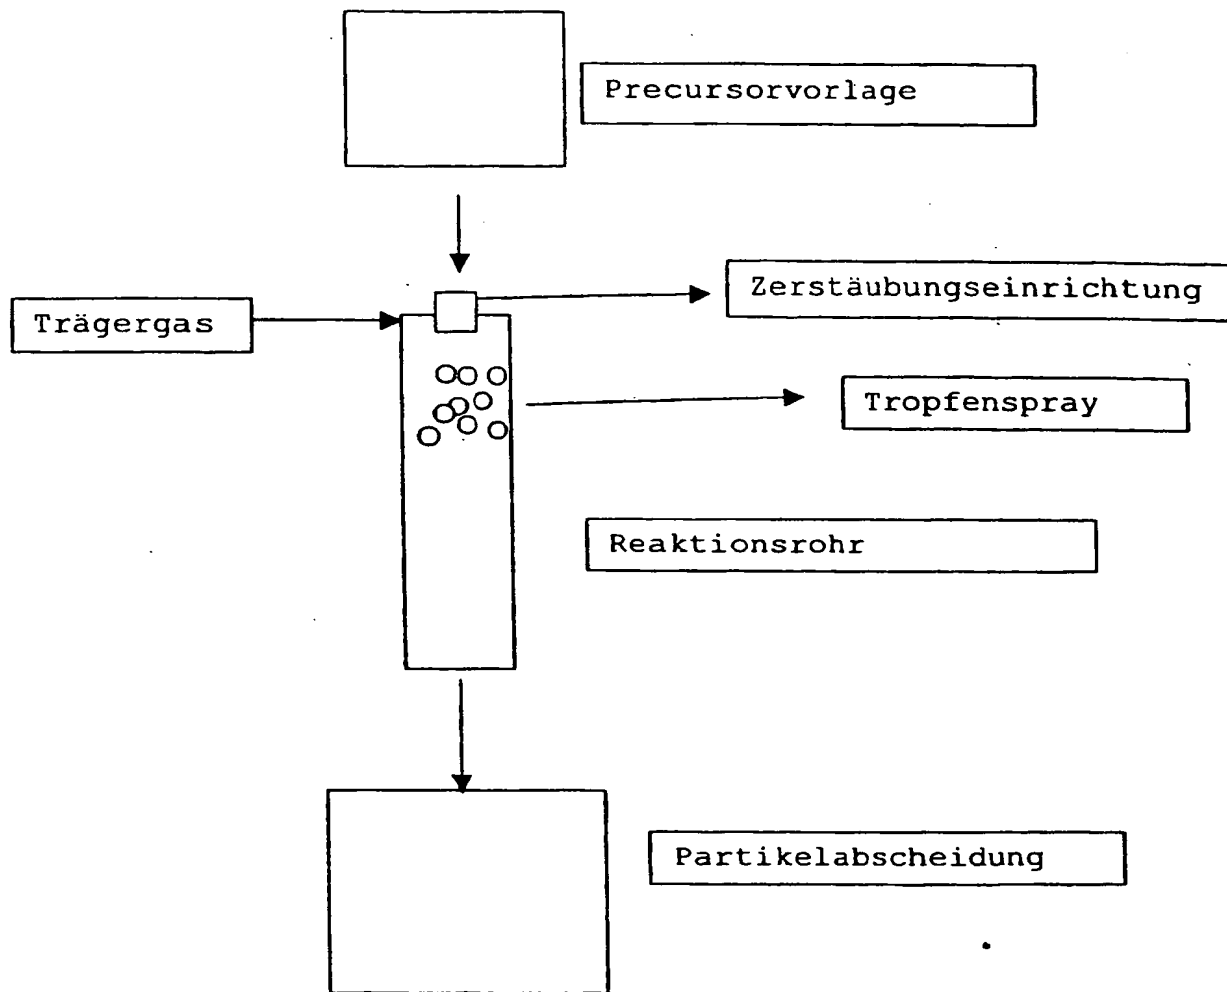 Precursorvorlage
Zerstäubungseinrichtung
Trägergas
Tropfenspray
Reaktionsrohr
Partikelabscheidung